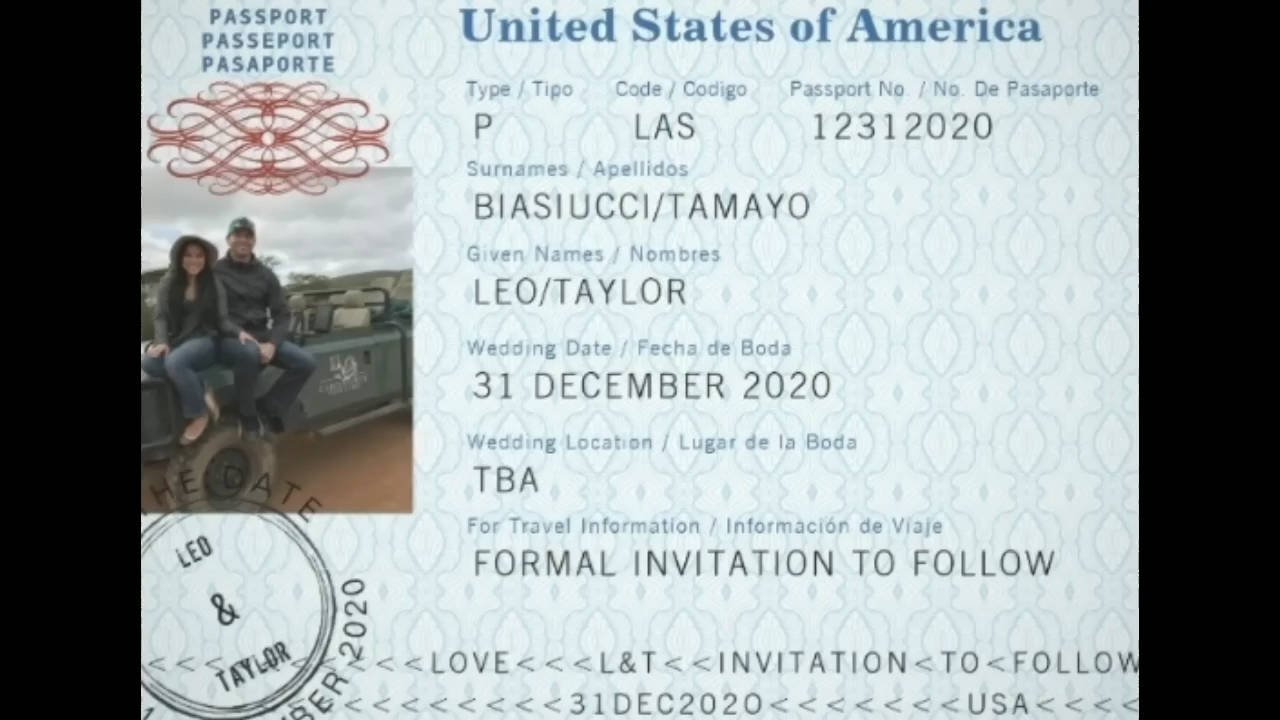 PASSPORT
PASSEPORT
PASAPORTE
United States of America
Type / Tipo Code / Codigo Passport No. / No. De Pasaporte
P LAS 12312020
Surnames / Apellidos
BIASIUCCI/TAMAYO
Given Names / Nombres
LEO/TAYLOR
Wedding Date / Fecha de Boda
31 DECEMBER 2020
Wedding Location / Lugar de la Boda
TBA
For Travel Information / Información de Viaje
FORMAL INVITATION TO FOLLOW
HE DATE
LEO
&
TAYLOR
BER 2020
<<<<<<<<<LOVE<<<L&T<<INVITATION<TO<FOLLOW
<<<<<<<<31DEC2020<<<<<<<USA<<<<<